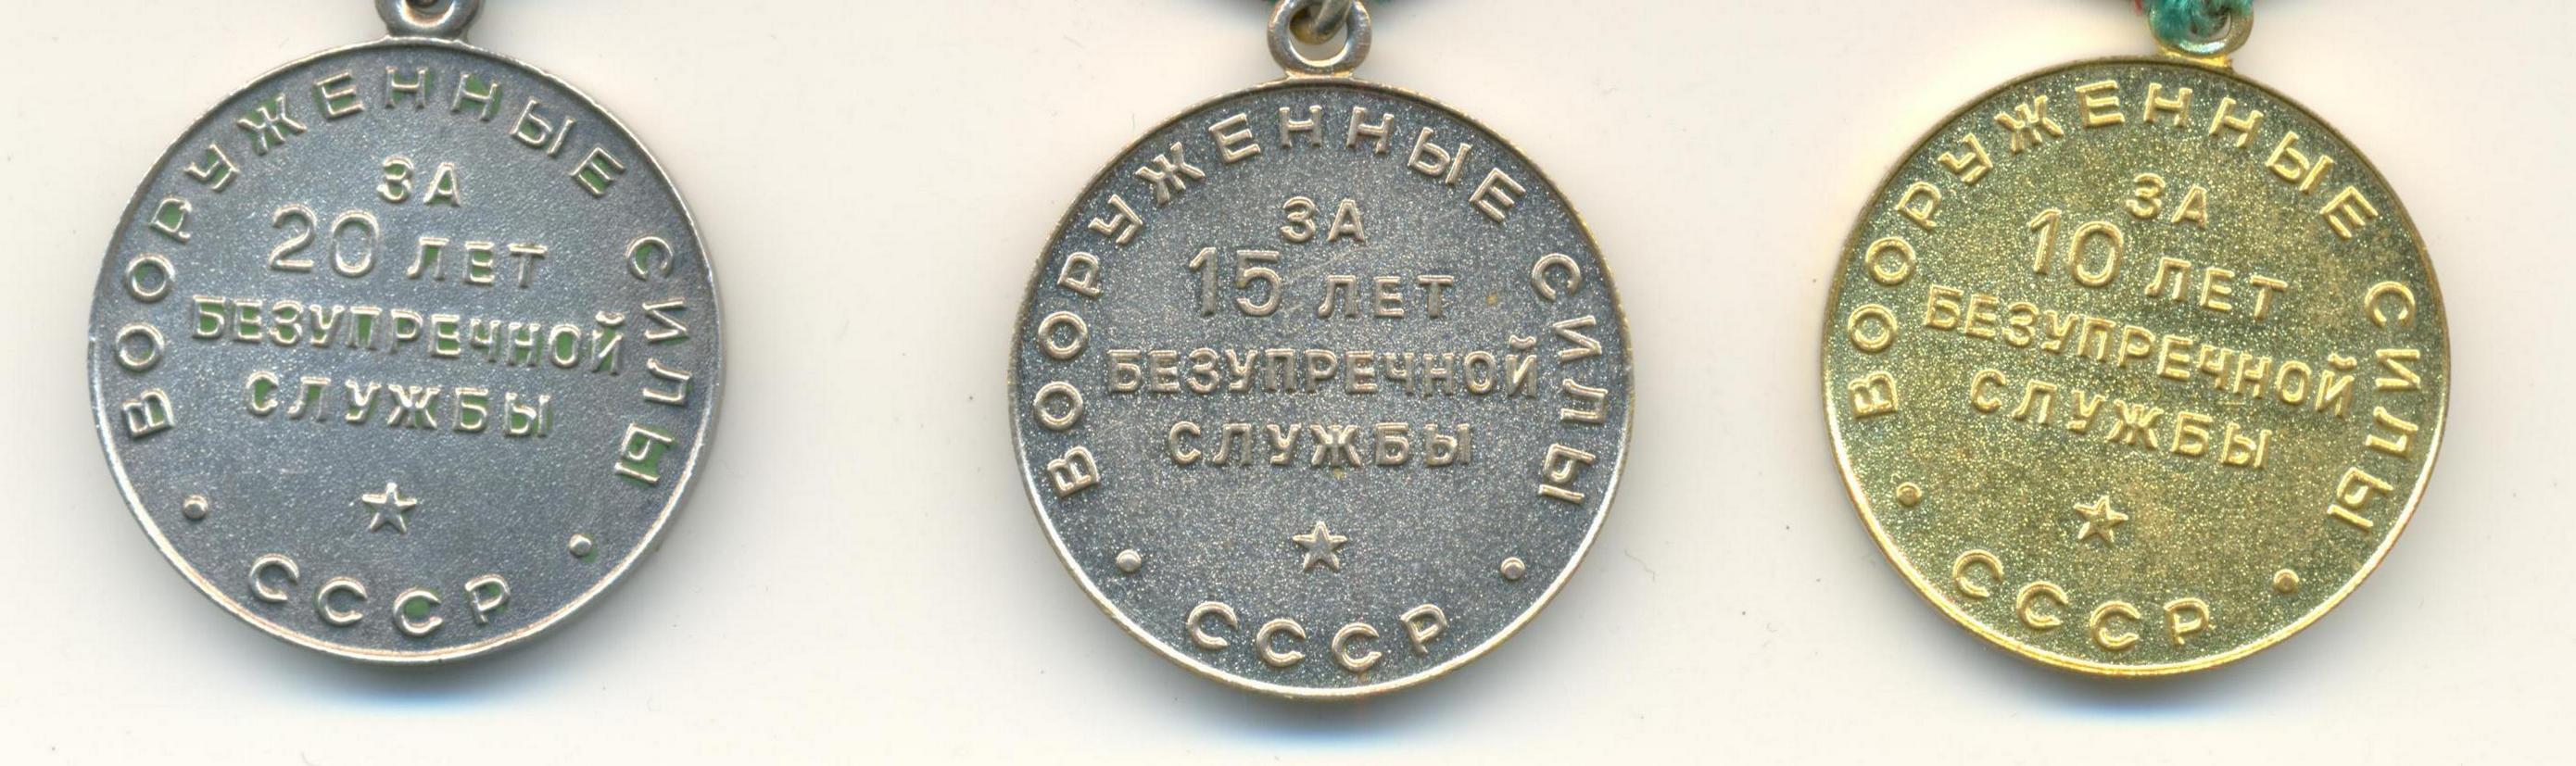 ВООРУЖЕННЫЕ СИЛЫ
ЗА
20 ЛЕТ
БЕЗУПРЕЧНОЙ
СЛУЖБЫ
СССР
ВООРУЖЕННЫЕ СИЛЫ
ЗА
15 ЛЕТ
БЕЗУПРЕЧНОЙ
СЛУЖБЫ
СССР
ВООРУЖЕННЫЕ СИЛЫ
ЗА
10 ЛЕТ
БЕЗУПРЕЧНОЙ
СЛУЖБЫ
СССР